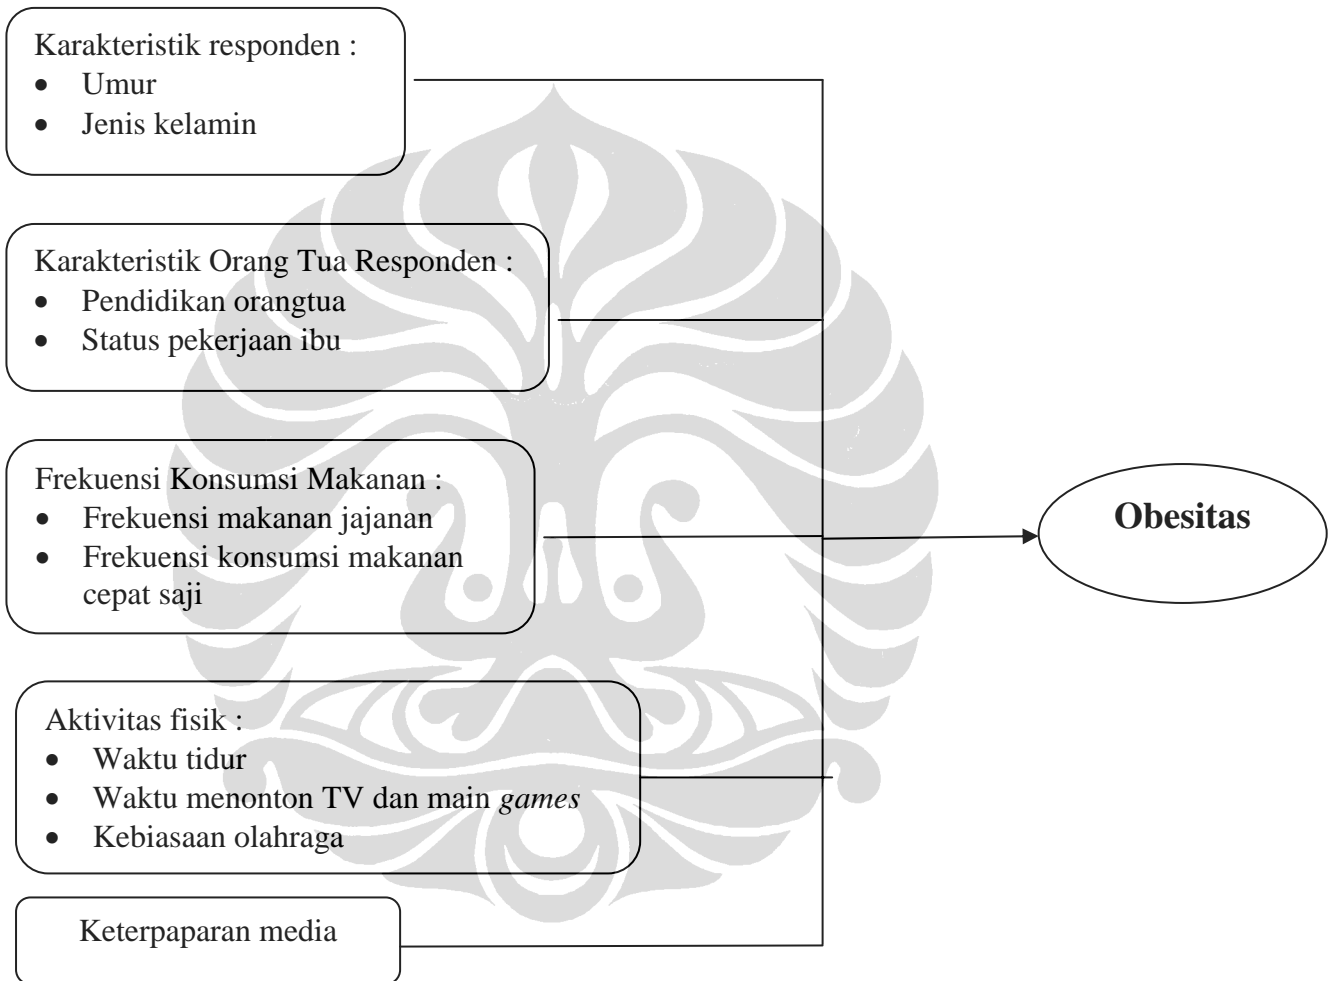 Karakteristik responden :
• Umur
• Jenis kelamin
Karakteristik Orang Tua Responden :
• Pendidikan orangtua
• Status pekerjaan ibu
Frekuensi Konsumsi Makanan :
• Frekuensi makanan jajanan
• Frekuensi konsumsi makanan
cepat saji
Obesitas
Aktivitas fisik :
• Waktu tidur
• Waktu menonton TV dan main games
• Kebiasaan olahraga
Keterpaparan media